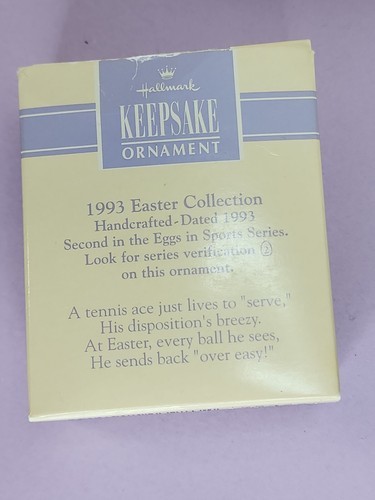 Hallmark
KEEPSAKE
ORNAMENT
1993 Easter Collection
Handcrafted-Dated 1993
Second in the Eggs in Sports Series.
Look for series verification ②
on this ornament.
A tennis ace just lives to "serve,"
His disposition's breezy.
At Easter, every ball he sees,
He sends back "over easy!"